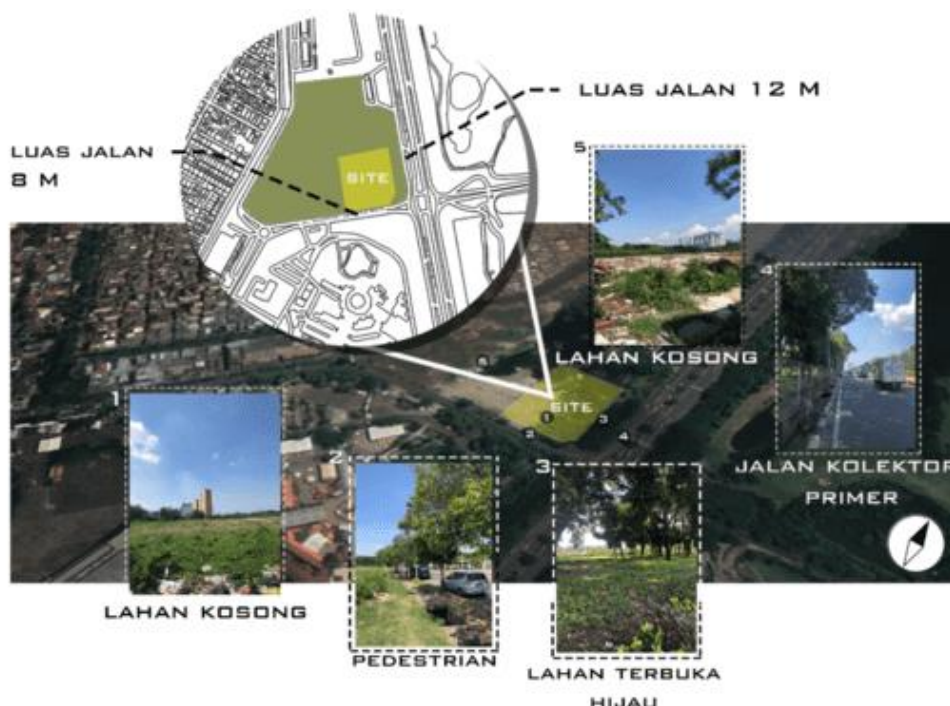 LUAS JALAN 12 M
LUAS JALAN
8 M
SITE
5
LAHAN KOSONG
4
JALAN KOLEKTOR
PRIMER
SITE
1
2
3
4
5
1
LAHAN KOSONG
2
PEDESTRIAN
3
LAHAN TERBUKA
HIJAU